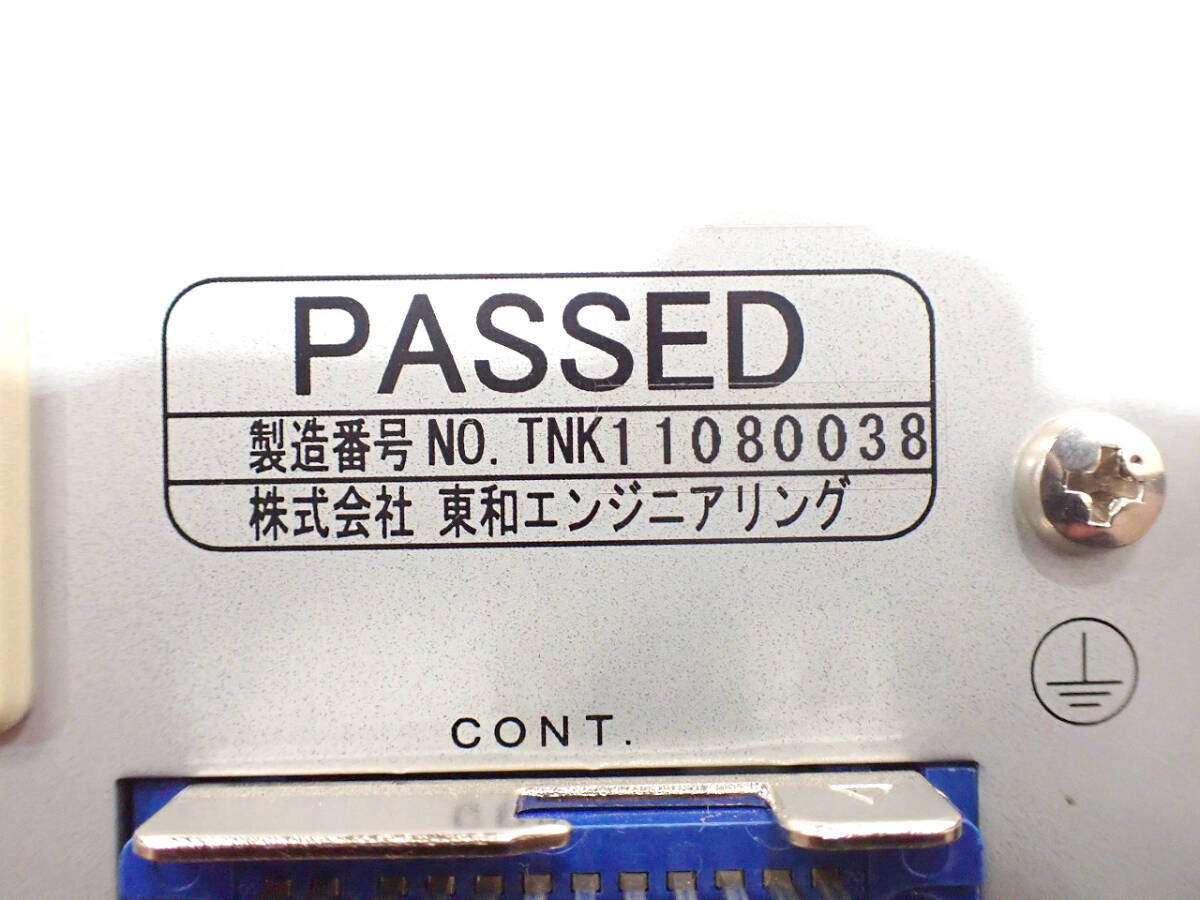 PASSED
製造番号 NO. TNK11080038
株式会社 東和エンジニアリング
CONT.